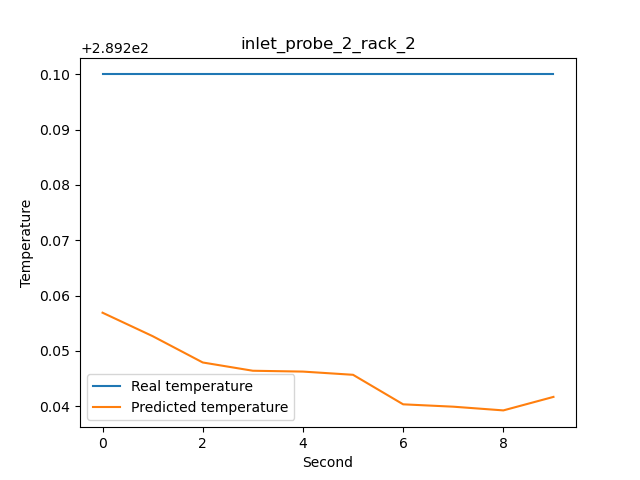 inlet_probe_2_rack_2
+2.892e2
0.10
0.09
0.08
0.07
0.06
0.05
0.04
Temperature
Real temperature
Predicted temperature
0 2 4 6 8
Second